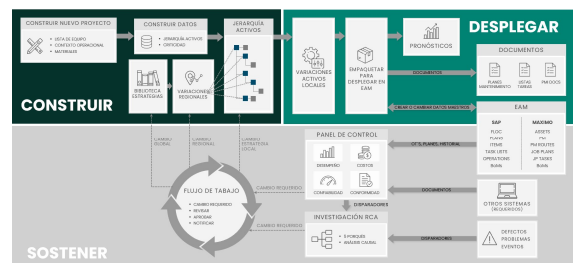 CONSTRUIR NUEVO PROYECTO
• LISTA DE EQUIPO
• CONTEXTO OPERACIONAL
• MATERIALES
CONSTRUIR DATOS
• JERARQUÍA ACTIVOS
• CRITICIDAD
JERARQUÍA
ACTIVOS
BIBLIOTECA
ESTRATEGIAS
VARIACIONES
REGIONALES
CONSTRUIR
VARIACIONES
ACTIVOS
LOCALES
EMPAQUETAR
PARA
DESPLEGAR EN
EAM
PRONÓSTICOS
DESPLEGAR
DOCUMENTOS
DOCUMENTOS
PLANES
MANTENIMIENTO
LISTAS
TAREAS
PM DOCS
CREAR O CAMBIAR DATOS MAESTROS
EAM
SAP
FLOC
ITEMS
TASK LISTS
OPERATIONS
BoMs
MAXIMO
ASSETS
PM ROUTES
JOB PLANS
JP TASKS
BoMs
CAMBIO
GLOBAL
CAMBIO
REGIONAL
CAMBIO
ESTRATEGIA
LOCAL
PANEL DE CONTROL
DESEMPEÑO
COSTOS
CONFIABILIDAD
CONFORMIDAD
OT'S, PLANES, HISTORIAL
DOCUMENTOS
OTROS SISTEMAS
(REQUERIDOS)
FLUJO DE TABAJO
• CAMBIO REQUERIDO
• REVISAR
• APROBAR
• NOTIFICAR
CAMBIO REQUERIDO
DISPARADORES
CAMBIO REQUERIDO
INVESTIGACIÓN RCA
• 5 PORQUÉS
• ANÁLISIS CAUSAL
DISPARADORES
DEFECTOS
PROBLEMAS
EVENTOS
SOSTENER